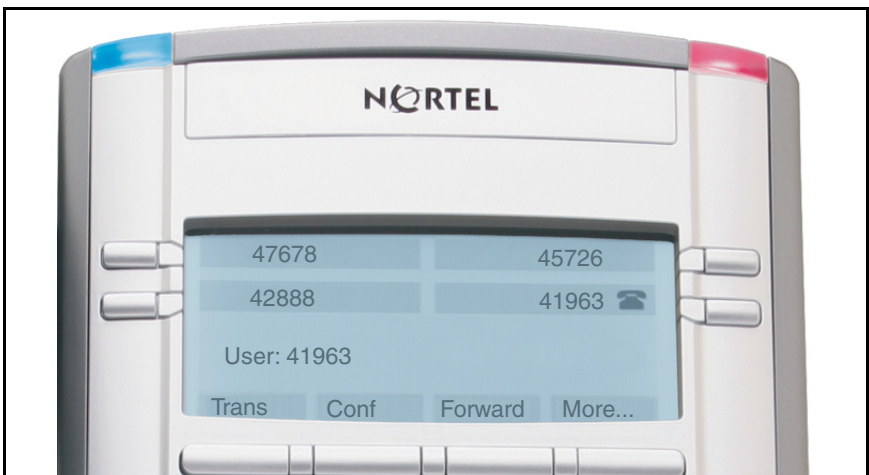 NORTEL
47678 45726
42888 41963
User: 41963
Trans Conf Forward More...